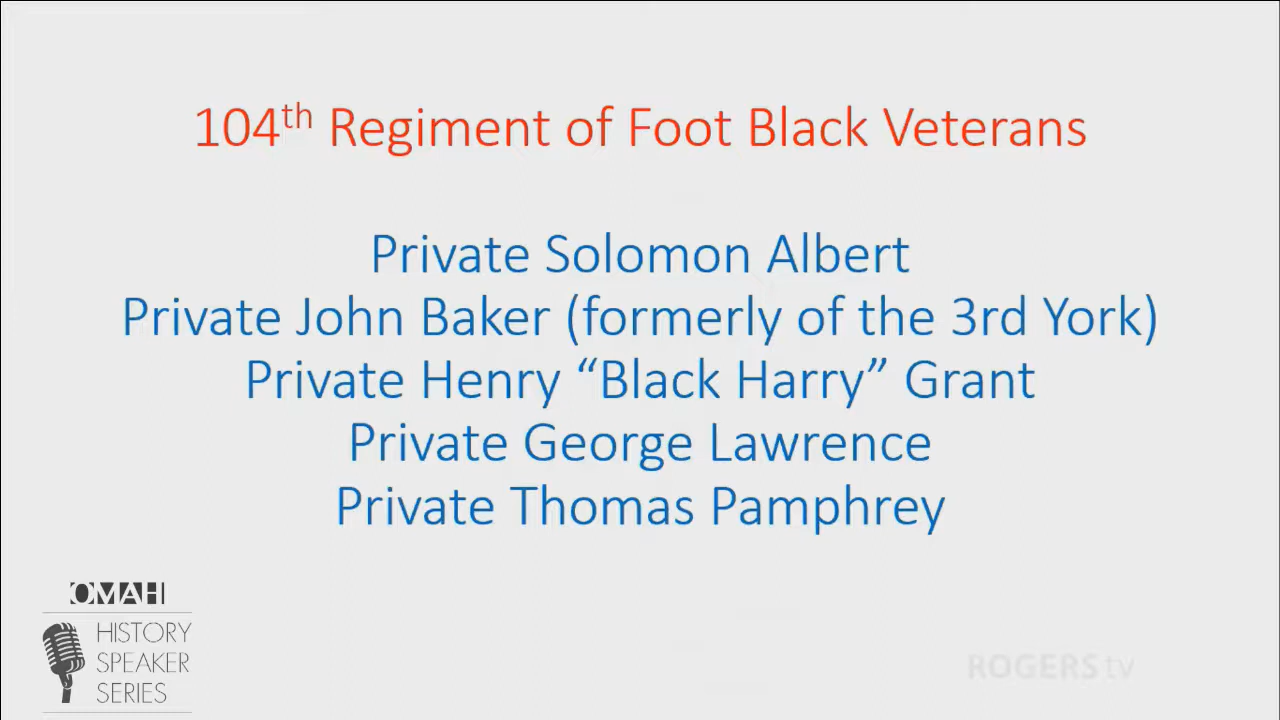 104th Regiment of Foot Black Veterans
Private Solomon Albert
Private John Baker (formerly of the 3rd York)
Private Henry “Black Harry” Grant
Private George Lawrence
Private Thomas Pamphrey
OMAH
HISTORY
SPEAKER
SERIES
ROGERS tv